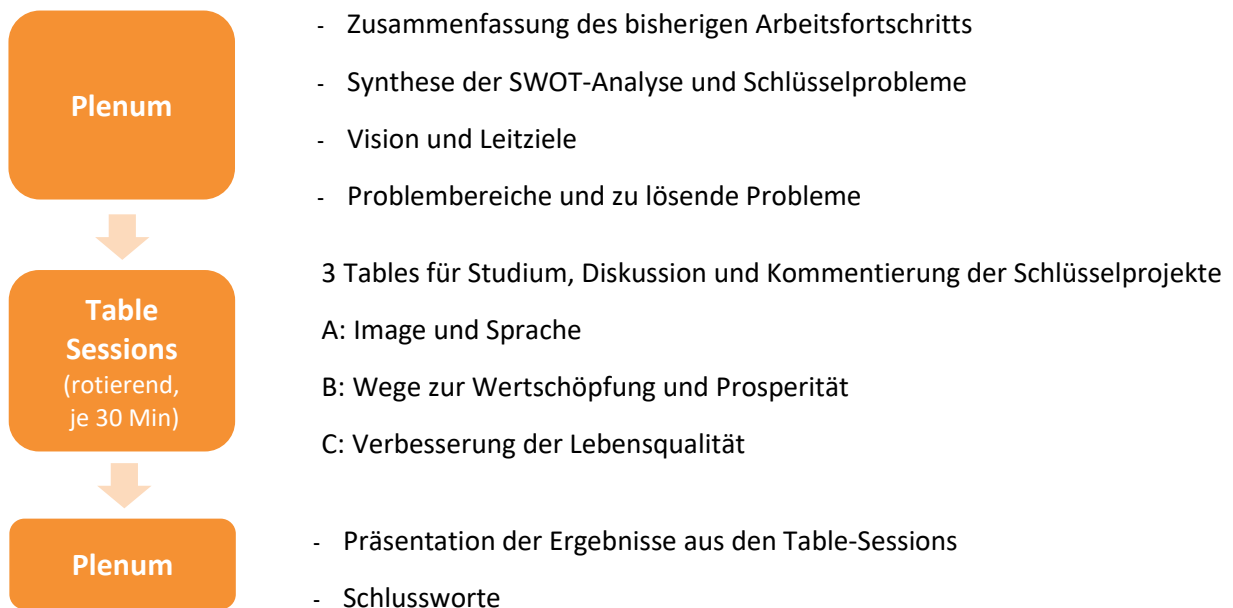 Plenum
- Zusammenfassung des bisherigen Arbeitsfortschritts
- Synthese der SWOT-Analyse und Schlüsselprobleme
- Vision und Leitziele
- Problembereiche und zu lösende Probleme
Table
Sessions
(rotierend,
je 30 Min)
3 Tables für Studium, Diskussion und Kommentierung der Schlüsselprojekte
A: Image und Sprache
B: Wege zur Wertschöpfung und Prosperität
C: Verbesserung der Lebensqualität
Plenum
- Präsentation der Ergebnisse aus den Table-Sessions
- Schlussworte